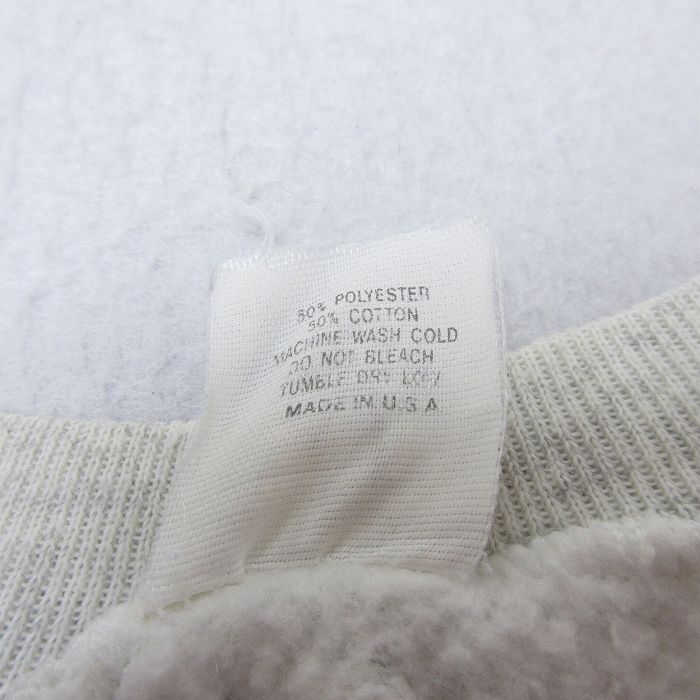 50% POLYESTER
50% COTTON
MACHINE WASH COLD
DO NOT BLEACH
TUMBLE DRY LOW
MADE IN U.S.A